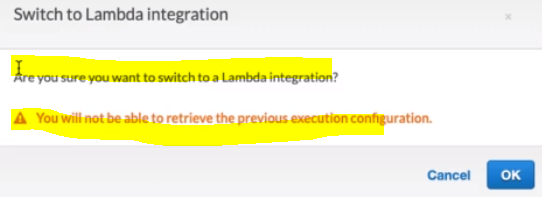 Switch to Lambda integration
Are you sure you want to switch to a Lambda integration?
You will not be able to retrieve the previous execution configuration.
Cancel
OK